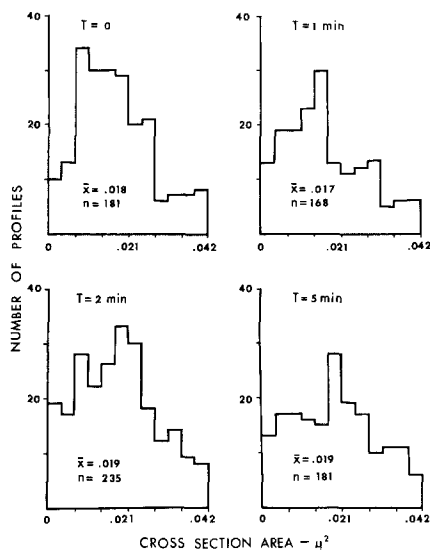 NUMBER OF PROFILES
40
20
T = 0
x̄ = .018
n = 181
0
.021
.042
40
20
T = 1 min
x̄ = .017
n = 168
0
.021
.042
40
20
T = 2 min
x̄ = .019
n = 235
0
.021
.042
40
20
T = 5 min
x̄ = .019
n = 181
0
.021
.042
CROSS SECTION AREA – μ²